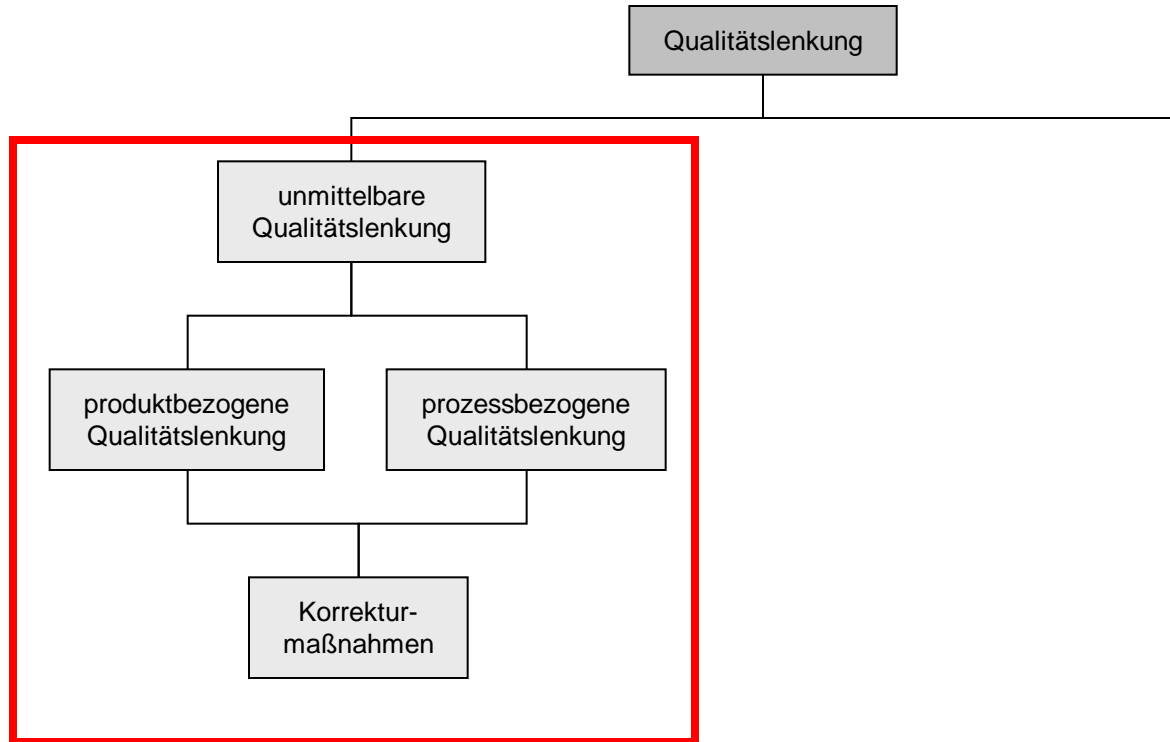 Qualitätslenkung
unmittelbare
Qualitätslenkung
produktbezogene
Qualitätslenkung
prozessbezogene
Qualitätslenkung
Korrektur-
maßnahmen